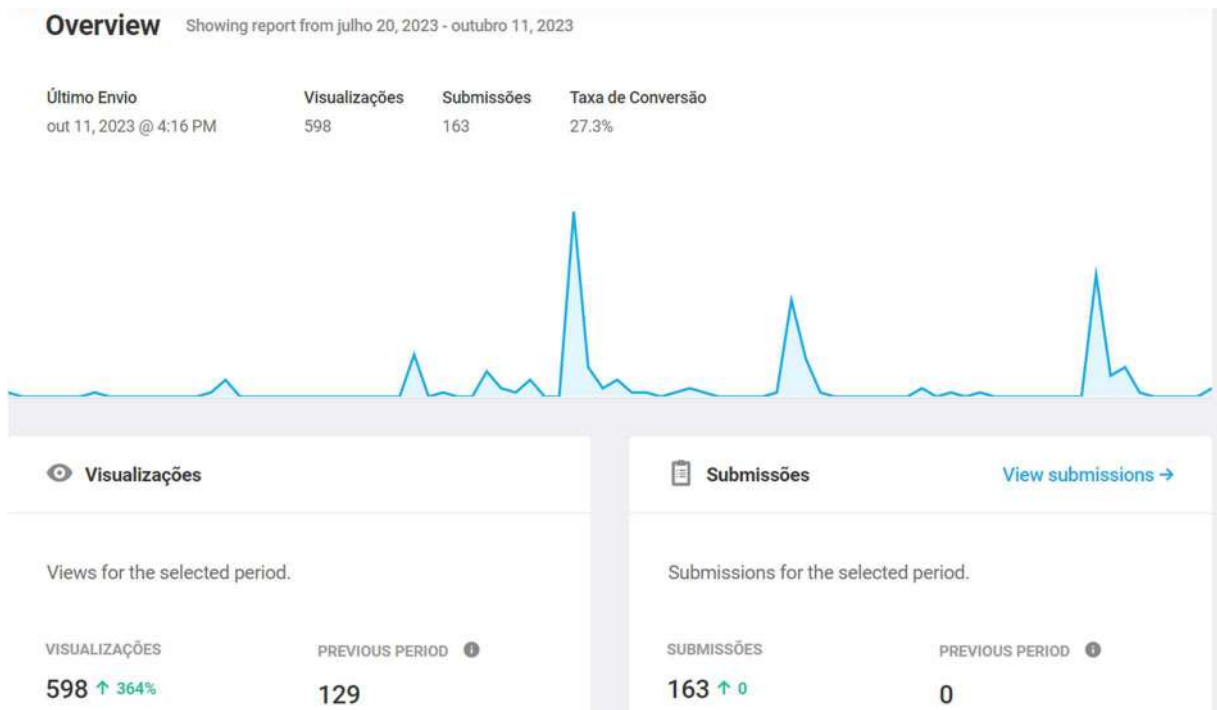 Overview Showing report from julho 20, 2023 - outubro 11, 2023
Último Envio Visualizações Submissões Taxa de Conversão
out 11, 2023 @ 4:16 PM 598 163 27.3%
Visualizações
Views for the selected period.
VISUALIZAÇÕES PREVIOUS PERIOD
598 ↑ 364% 129
Submissões View submissions →
Submissions for the selected period.
SUBMISSÕES PREVIOUS PERIOD
163 ↑ 0 0